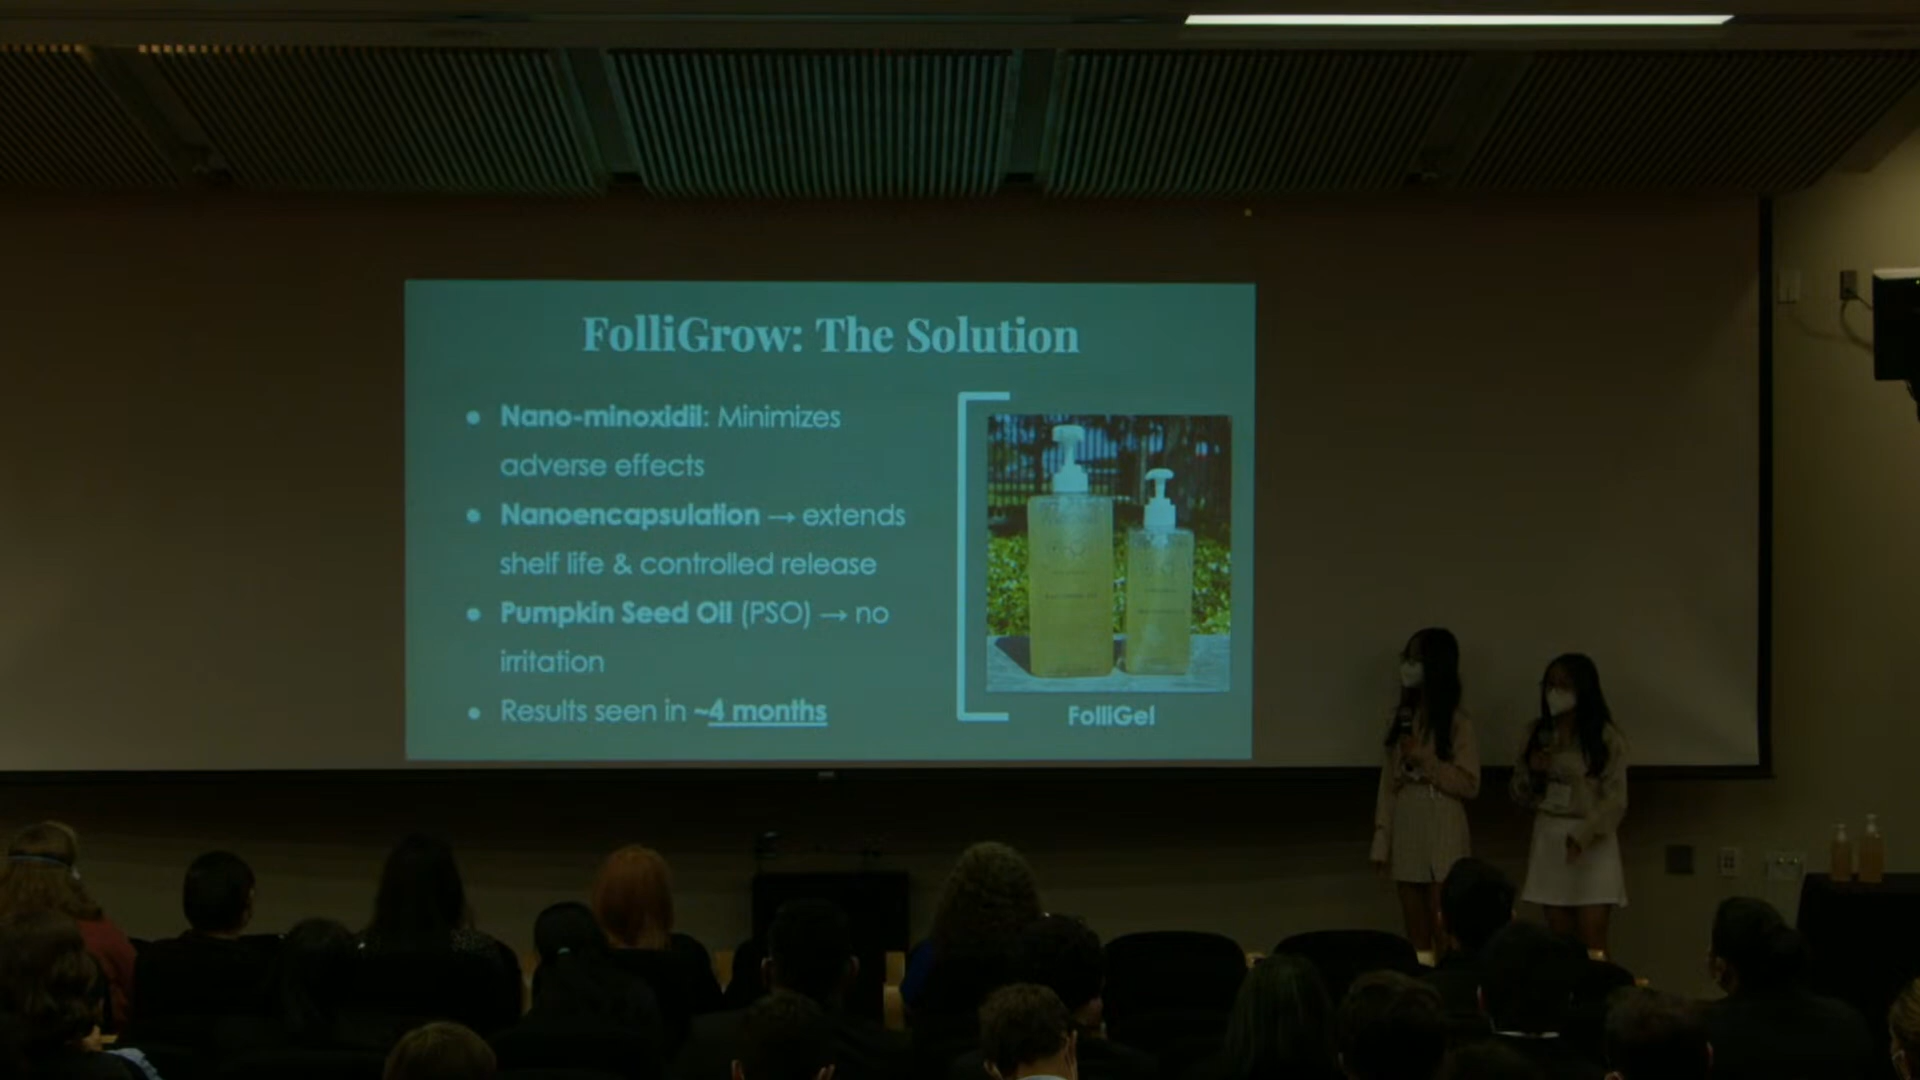 FolliGrow: The Solution
● Nano-minoxidil: Minimizes
adverse effects
● Nanoencapsulation → extends
shelf life & controlled release
● Pumpkin Seed Oil (PSO) → no
irritation
● Results seen in ~4 months
FolliGel